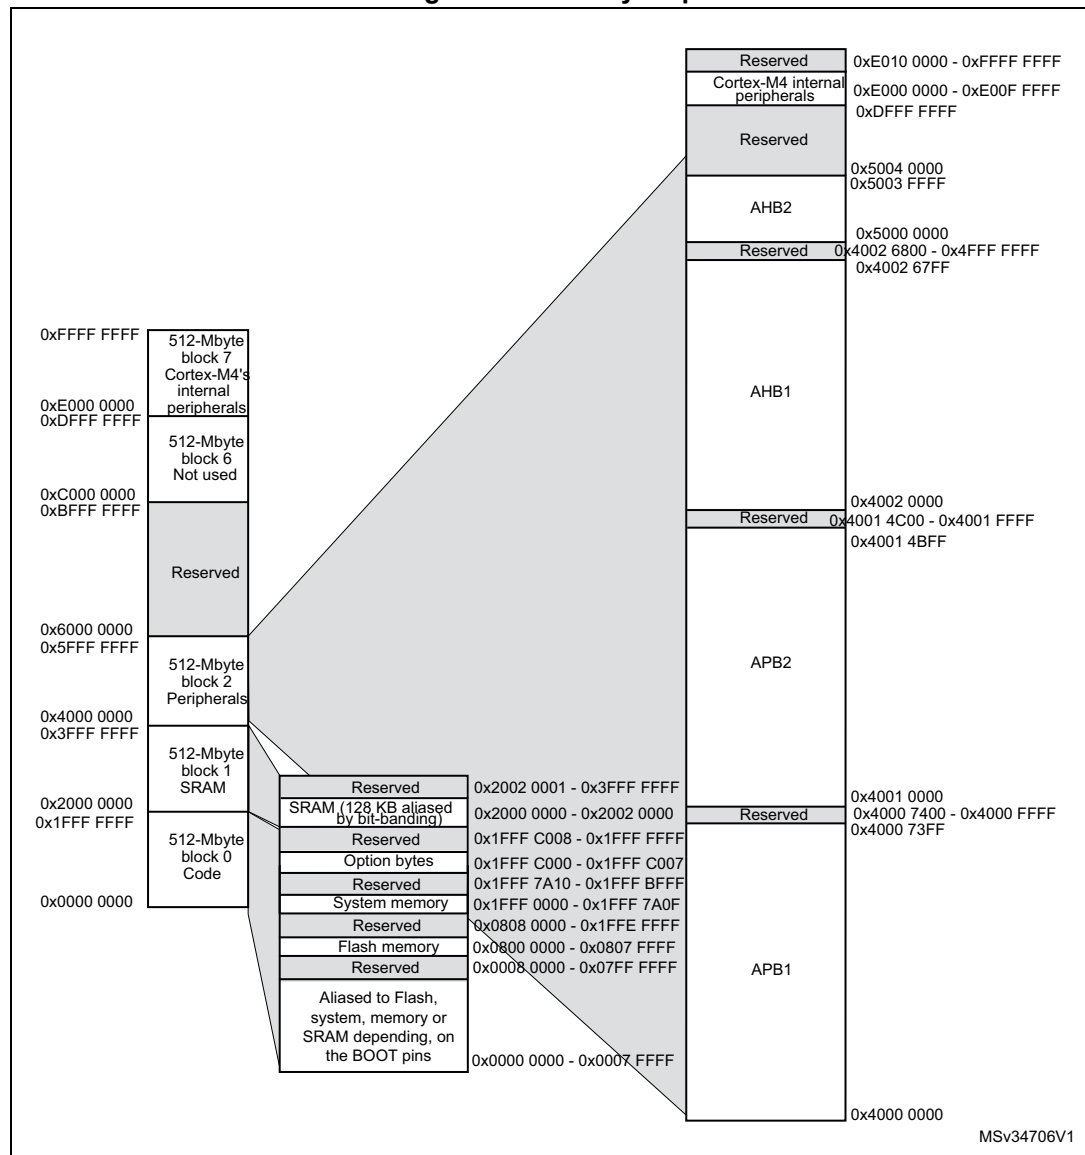 0xFFFF FFFF
512-Mbyte
block 7
Cortex-M4's
internal
peripherals
0xE000 0000
0xDFFF FFFF
512-Mbyte
block 6
Not used
0xC000 0000
0xBFFF FFFF
Reserved
0x6000 0000
0x5FFF FFFF
512-Mbyte
block 2
Peripherals
0x4000 0000
0x3FFF FFFF
512-Mbyte
block 1
SRAM
0x2000 0000
0x1FFF FFFF
512-Mbyte
block 0
Code
0x0000 0000
Reserved 0x2002 0001 - 0x3FFF FFFF
SRAM (128 KB aliased
by bit-banding) 0x2000 0000 - 0x2002 0000
Reserved 0x1FFF C008 - 0x1FFF FFFF
Option bytes 0x1FFF C000 - 0x1FFF C007
Reserved 0x1FFF 7A10 - 0x1FFF BFFF
System memory 0x1FFF 0000 - 0x1FFF 7A0F
Reserved 0x0808 0000 - 0x1FFE FFFF
Flash memory 0x0800 0000 - 0x0807 FFFF
Reserved 0x0008 0000 - 0x07FF FFFF
Aliased to Flash,
system, memory or
SRAM depending, on
the BOOT pins
0x0000 0000 - 0x0007 FFFF
Reserved 0xE010 0000 - 0xFFFF FFFF
Cortex-M4 internal
peripherals 0xE000 0000 - 0xE00F FFFF
0xDFFF FFFF
Reserved
0x5004 0000
0x5003 FFFF
AHB2
0x5000 0000
Reserved 0x4002 6800 - 0x4FFF FFFF
0x4002 67FF
AHB1
0x4002 0000
Reserved 0x4001 4C00 - 0x4001 FFFF
0x4001 4BFF
APB2
0x4001 0000
Reserved 0x4000 7400 - 0x4000 FFFF
0x4000 73FF
APB1
0x4000 0000
MSv34706V1